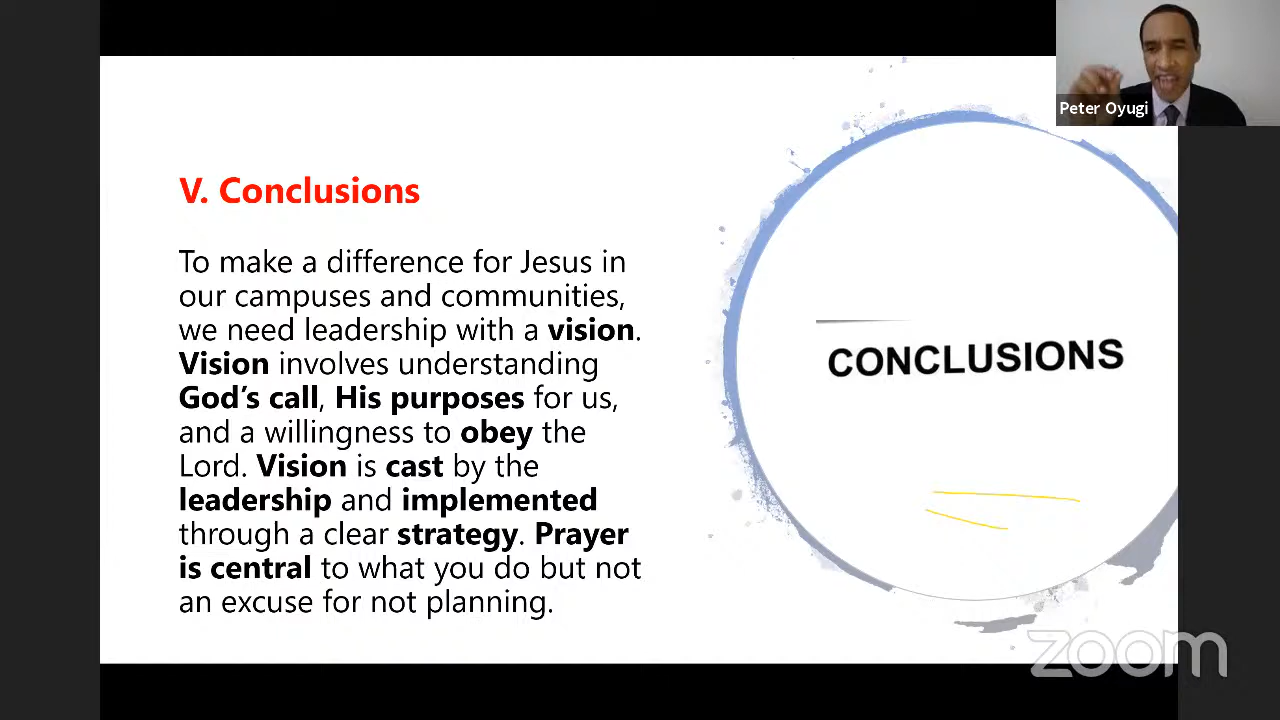 Peter Oyugi
V. Conclusions
To make a difference for Jesus in
our campuses and communities,
we need leadership with a vision.
Vision involves understanding
God’s call, His purposes for us,
and a willingness to obey the
Lord. Vision is cast by the
leadership and implemented
through a clear strategy. Prayer
is central to what you do but not
an excuse for not planning.
CONCLUSIONS
zoom